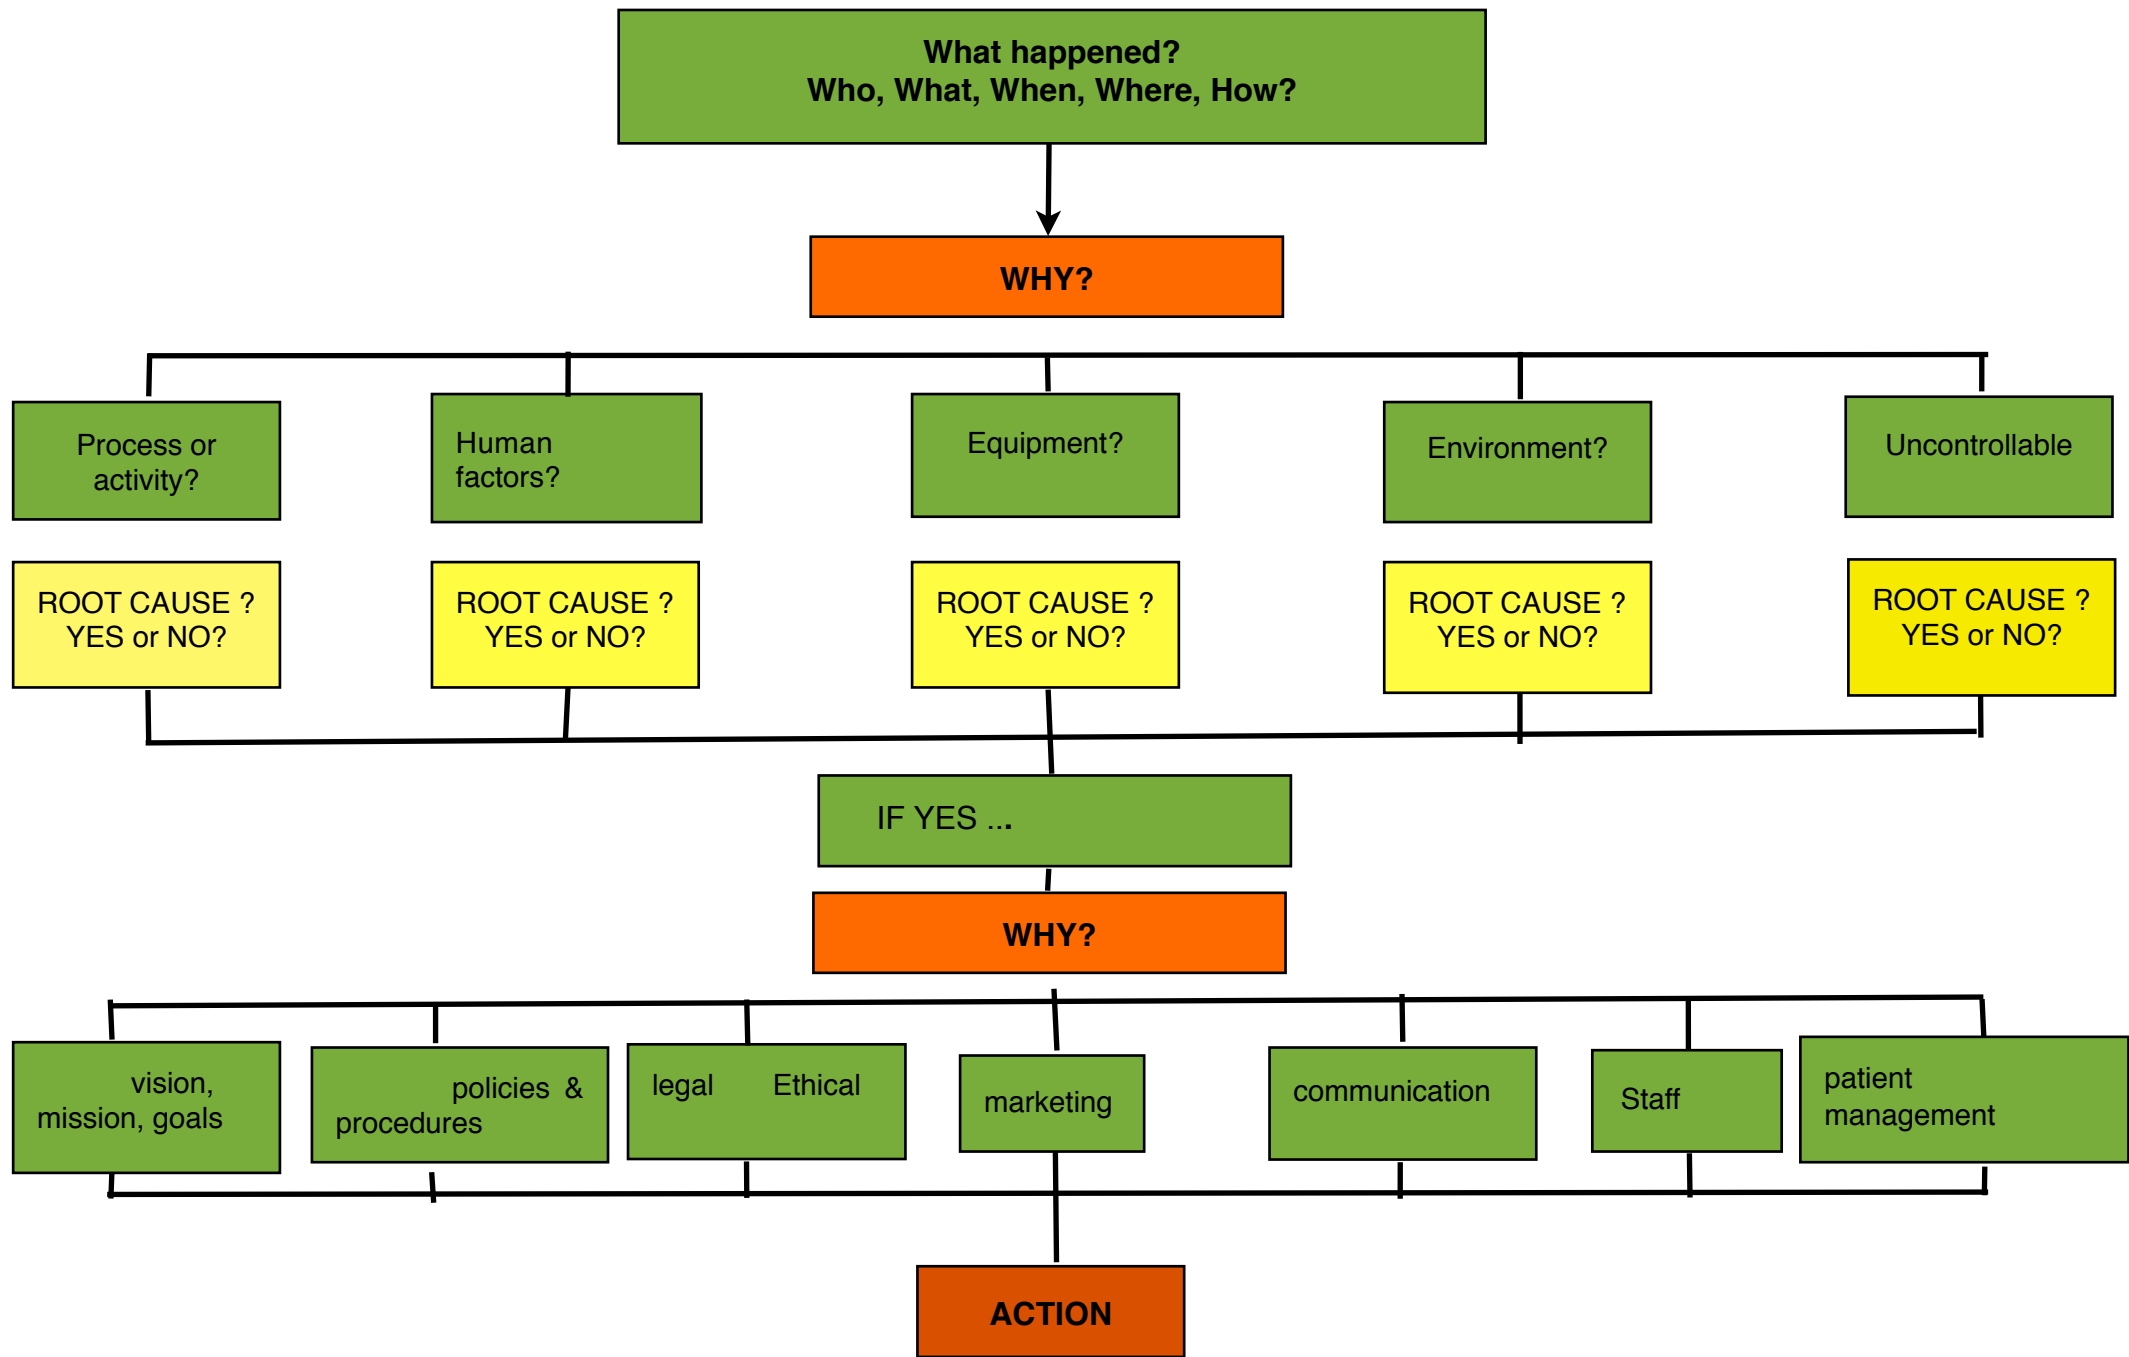 What happened?
Who, What, When, Where, How?
WHY?
Process or
activity?
Human
factors?
Equipment?
Environment?
Uncontrollable
ROOT CAUSE ?
YES or NO?
ROOT CAUSE ?
YES or NO?
ROOT CAUSE ?
YES or NO?
ROOT CAUSE ?
YES or NO?
ROOT CAUSE ?
YES or NO?
IF YES ...
WHY?
vision,
mission, goals
policies &
procedures
legal Ethical
marketing
communication
Staff
patient
management
ACTION